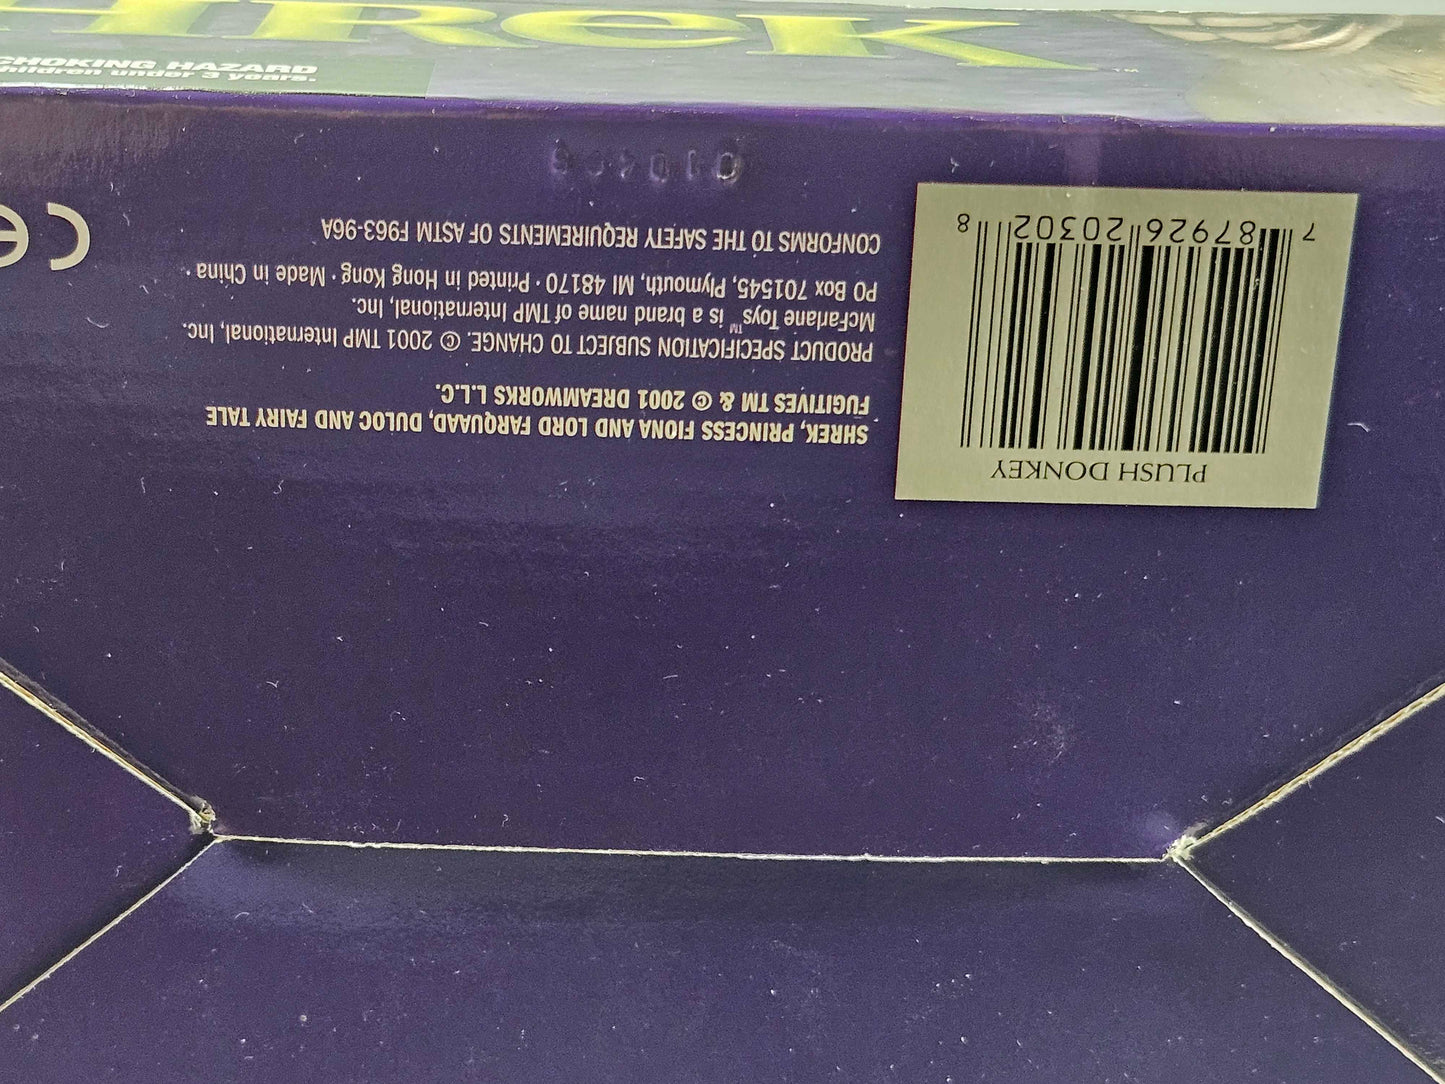 HREK™
CHOKING HAZARD
children under 3 years.
PLUSH DONKEY
7 87926 20302 8
SHREK, PRINCESS FIONA AND LORD FARQUAAD, DULOC AND FAIRY TALE
FUGITIVES TM & © 2001 DREAMWORKS L.L.C.
PRODUCT SPECIFICATION SUBJECT TO CHANGE. © 2001 TMP International, Inc.
McFarlane Toys™ is a brand name of TMP International, Inc.
PO Box 701545, Plymouth, MI 48170 · Printed in Hong Kong · Made in China ·
CONFORMS TO THE SAFETY REQUIREMENTS OF ASTM F963-96A
CE